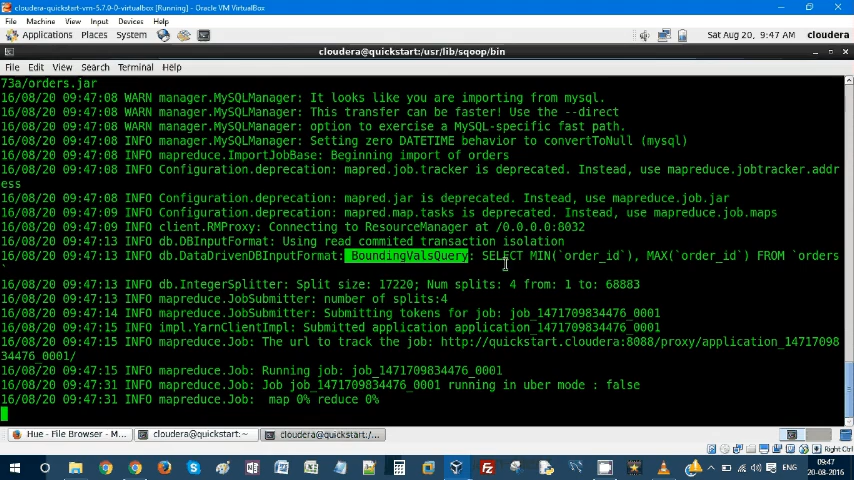 cloudera-quickstart-vm-5.7.0-0-virtualbox [Running] - Oracle VM VirtualBox
File Machine View Input Devices Help
Applications Places System Sat Aug 20, 9:47 AM cloudera
cloudera@quickstart:/usr/lib/sqoop/bin
File Edit View Search Terminal Help
73a/orders.jar
16/08/20 09:47:08 WARN manager.MySQLManager: It looks like you are importing from mysql.
16/08/20 09:47:08 WARN manager.MySQLManager: This transfer can be faster! Use the --direct
16/08/20 09:47:08 WARN manager.MySQLManager: option to exercise a MySQL-specific fast path.
16/08/20 09:47:08 INFO manager.MySQLManager: Setting zero DATETIME behavior to convertToNull (mysql)
16/08/20 09:47:08 INFO mapreduce.ImportJobBase: Beginning import of orders
16/08/20 09:47:08 INFO Configuration.deprecation: mapred.job.tracker is deprecated. Instead, use mapreduce.jobtracker.addr
ess
16/08/20 09:47:08 INFO Configuration.deprecation: mapred.jar is deprecated. Instead, use mapreduce.job.jar
16/08/20 09:47:09 INFO Configuration.deprecation: mapred.map.tasks is deprecated. Instead, use mapreduce.job.maps
16/08/20 09:47:09 INFO client.RMProxy: Connecting to ResourceManager at /0.0.0.0:8032
16/08/20 09:47:13 INFO db.DBInputFormat: Using read commited transaction isolation
16/08/20 09:47:13 INFO db.DataDrivenDBInputFormat: BoundingValsQuery: SELECT MIN(`order_id`), MAX(`order_id`) FROM `orders
`
16/08/20 09:47:13 INFO db.IntegerSplitter: Split size: 17220; Num splits: 4 from: 1 to: 68883
16/08/20 09:47:13 INFO mapreduce.JobSubmitter: number of splits:4
16/08/20 09:47:14 INFO mapreduce.JobSubmitter: Submitting tokens for job: job_1471709834476_0001
16/08/20 09:47:15 INFO impl.YarnClientImpl: Submitted application application_1471709834476_0001
16/08/20 09:47:15 INFO mapreduce.Job: The url to track the job: http://quickstart.cloudera:8088/proxy/application_14717098
34476_0001/
16/08/20 09:47:15 INFO mapreduce.Job: Running job: job_1471709834476_0001
16/08/20 09:47:31 INFO mapreduce.Job: Job job_1471709834476_0001 running in uber mode : false
16/08/20 09:47:31 INFO mapreduce.Job: map 0% reduce 0%
Hue - File Browser - M... cloudera@quickstart:~ cloudera@quickstart:/...
Right Ctrl
ENG 09:47
20-08-2016